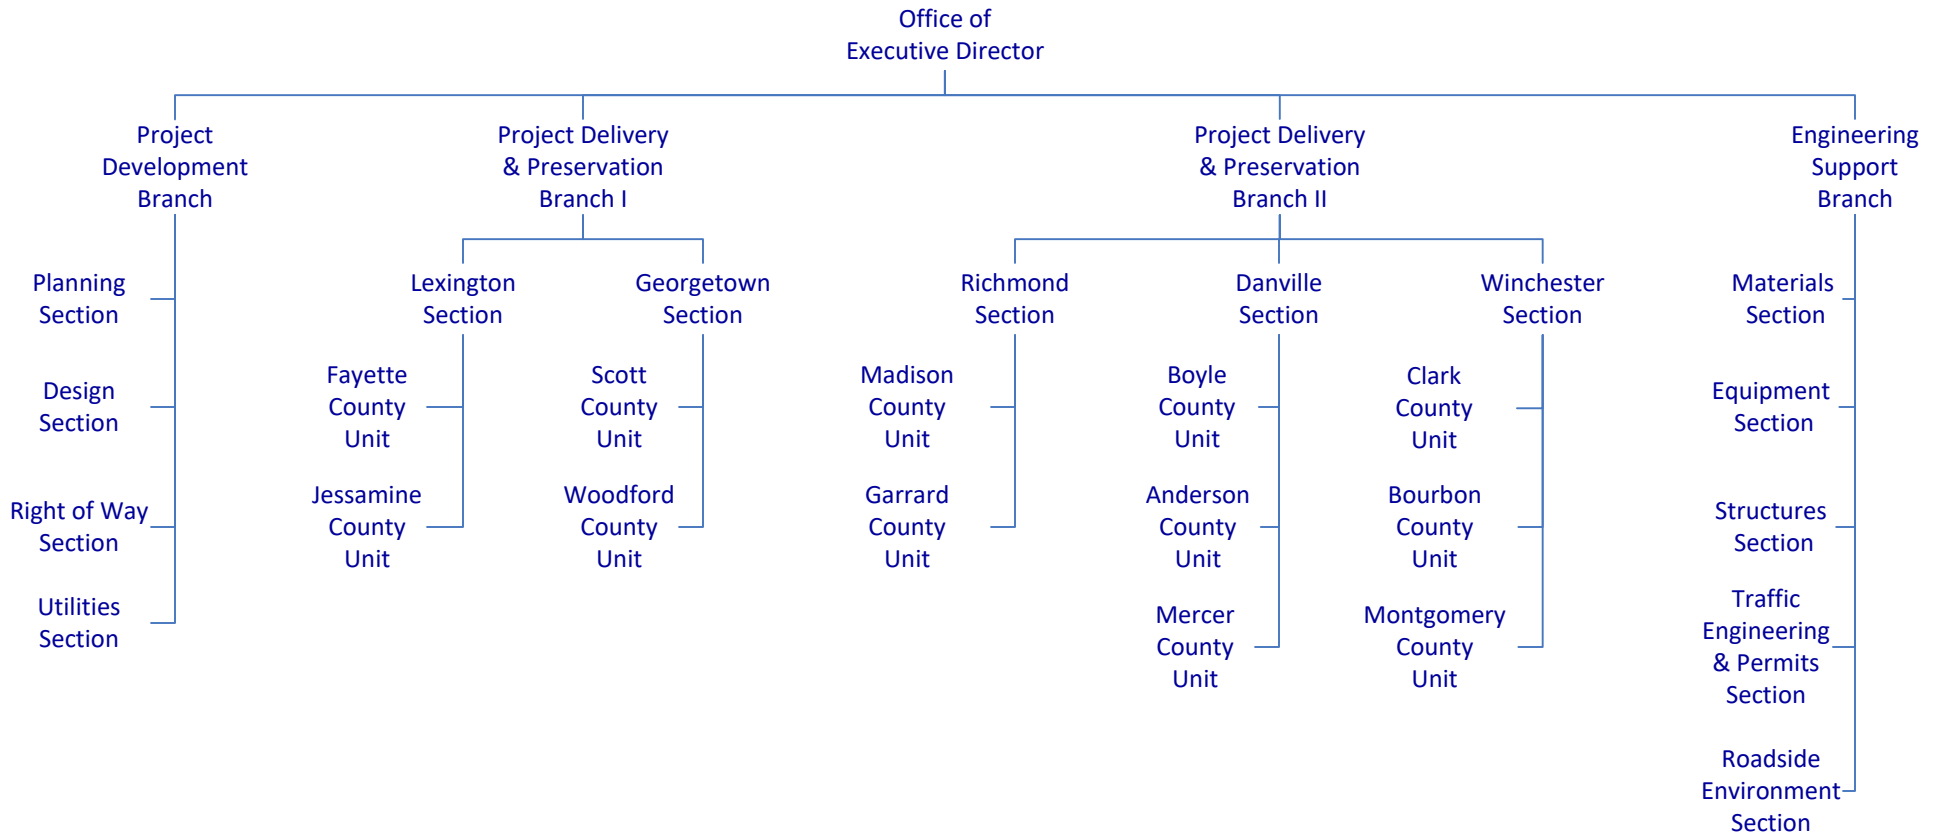 Office of
Executive Director
Project
Development
Branch
Project Delivery
& Preservation
Branch I
Project Delivery
& Preservation
Branch II
Engineering
Support
Branch
Planning
Section
Design
Section
Right of Way
Section
Utilities
Section
Lexington
Section
Fayette
County
Unit
Jessamine
County
Unit
Georgetown
Section
Scott
County
Unit
Woodford
County
Unit
Richmond
Section
Madison
County
Unit
Garrard
County
Unit
Danville
Section
Boyle
County
Unit
Anderson
County
Unit
Mercer
County
Unit
Winchester
Section
Clark
County
Unit
Bourbon
County
Unit
Montgomery
County
Unit
Materials
Section
Equipment
Section
Structures
Section
Traffic
Engineering
& Permits
Section
Roadside
Environment
Section